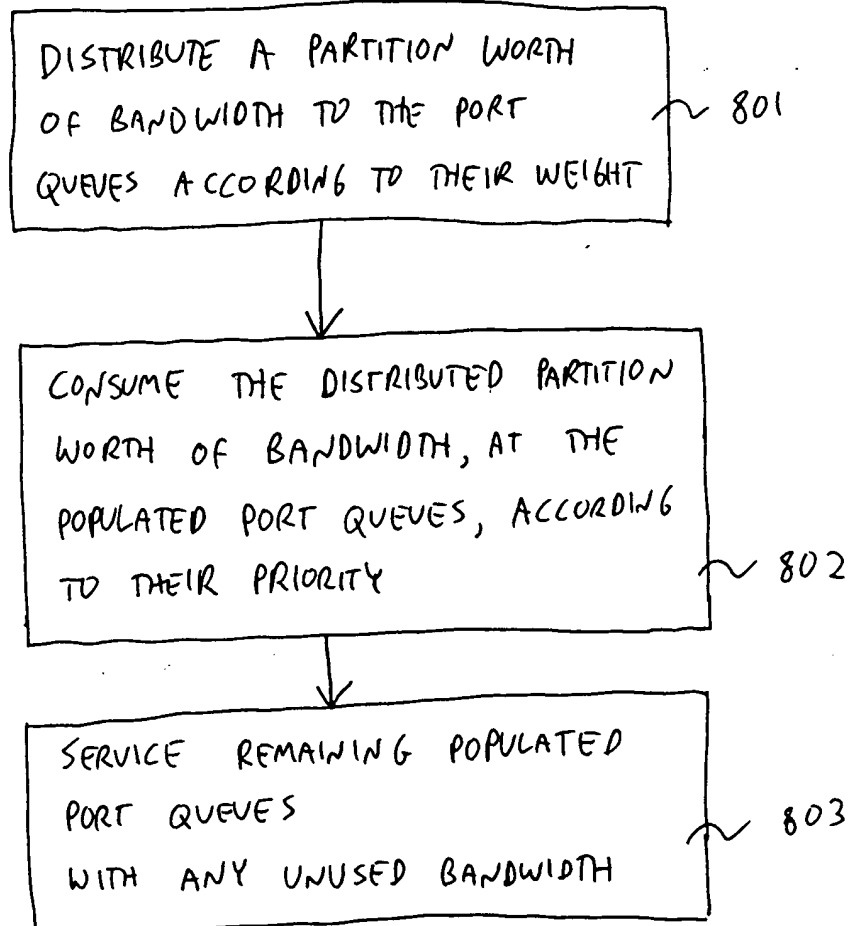 DISTRIBUTE A PARTITION WORTH
OF BANDWIDTH TO THE PORT
QUEUES ACCORDING TO THEIR WEIGHT
801
CONSUME THE DISTRIBUTED PARTITION
WORTH OF BANDWIDTH, AT THE
POPULATED PORT QUEUES, ACCORDING
TO THEIR PRIORITY
802
SERVICE REMAINING POPULATED
PORT QUEUES
WITH ANY UNUSED BANDWIDTH
803